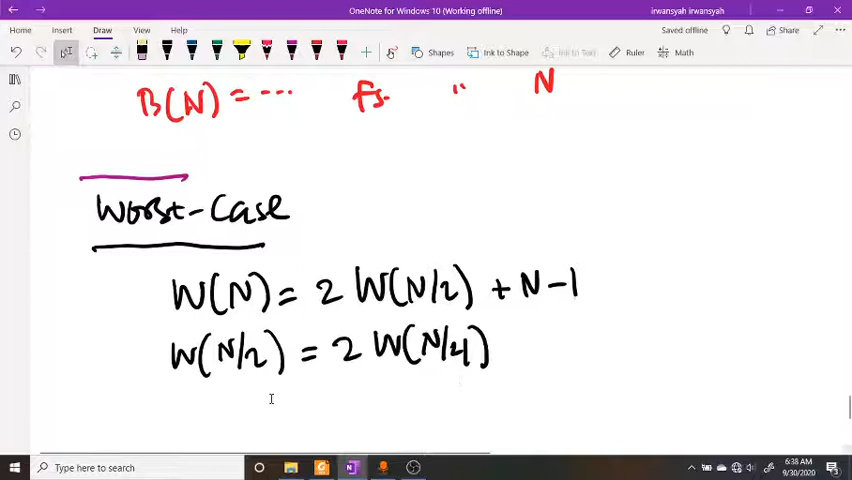 OneNote for Windows 10 (Working offline)
irwansyah irwansyah
Home Insert Draw View Help
Saved offline Share
Shapes Ink to Shape Ink to Text Ruler Math
B(N) = ... fs. " N
Worst-Case
W(N) = 2 W(N/2) + N-1
W(N/2) = 2 W(N/4)
Type here to search
6:38 AM
9/30/2020
3